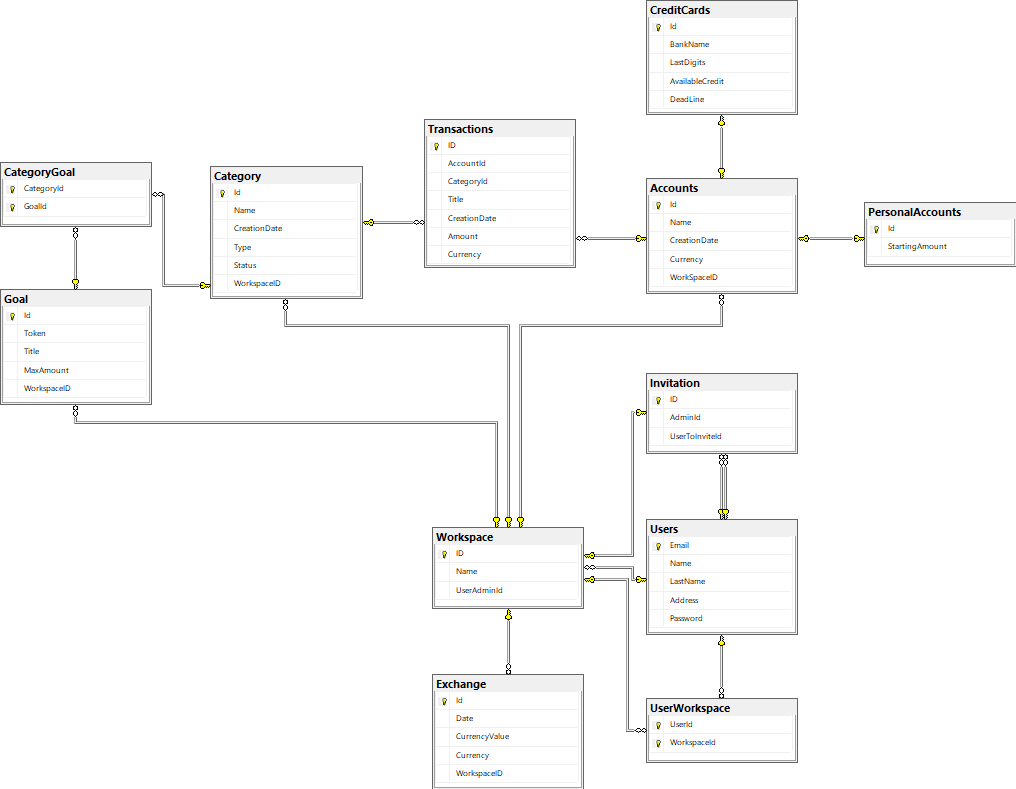 CreditCards
Id
BankName
LastDigits
AvailableCredit
DeadLine
Transactions
ID
AccountId
CategoryId
Title
CreationDate
Amount
Currency
CategoryGoal
CategoryId
GoalId
Category
Id
Name
CreationDate
Type
Status
WorkspaceID
Accounts
Id
Name
CreationDate
Currency
WorkSpaceID
PersonalAccounts
Id
StartingAmount
Goal
Id
Token
Title
MaxAmount
WorkspaceID
Invitation
ID
AdminId
UserToInviteId
Workspace
ID
Name
UserAdminId
Users
Email
Name
LastName
Address
Password
Exchange
Id
Date
CurrencyValue
Currency
WorkspaceID
UserWorkspace
UserId
WorkspaceId